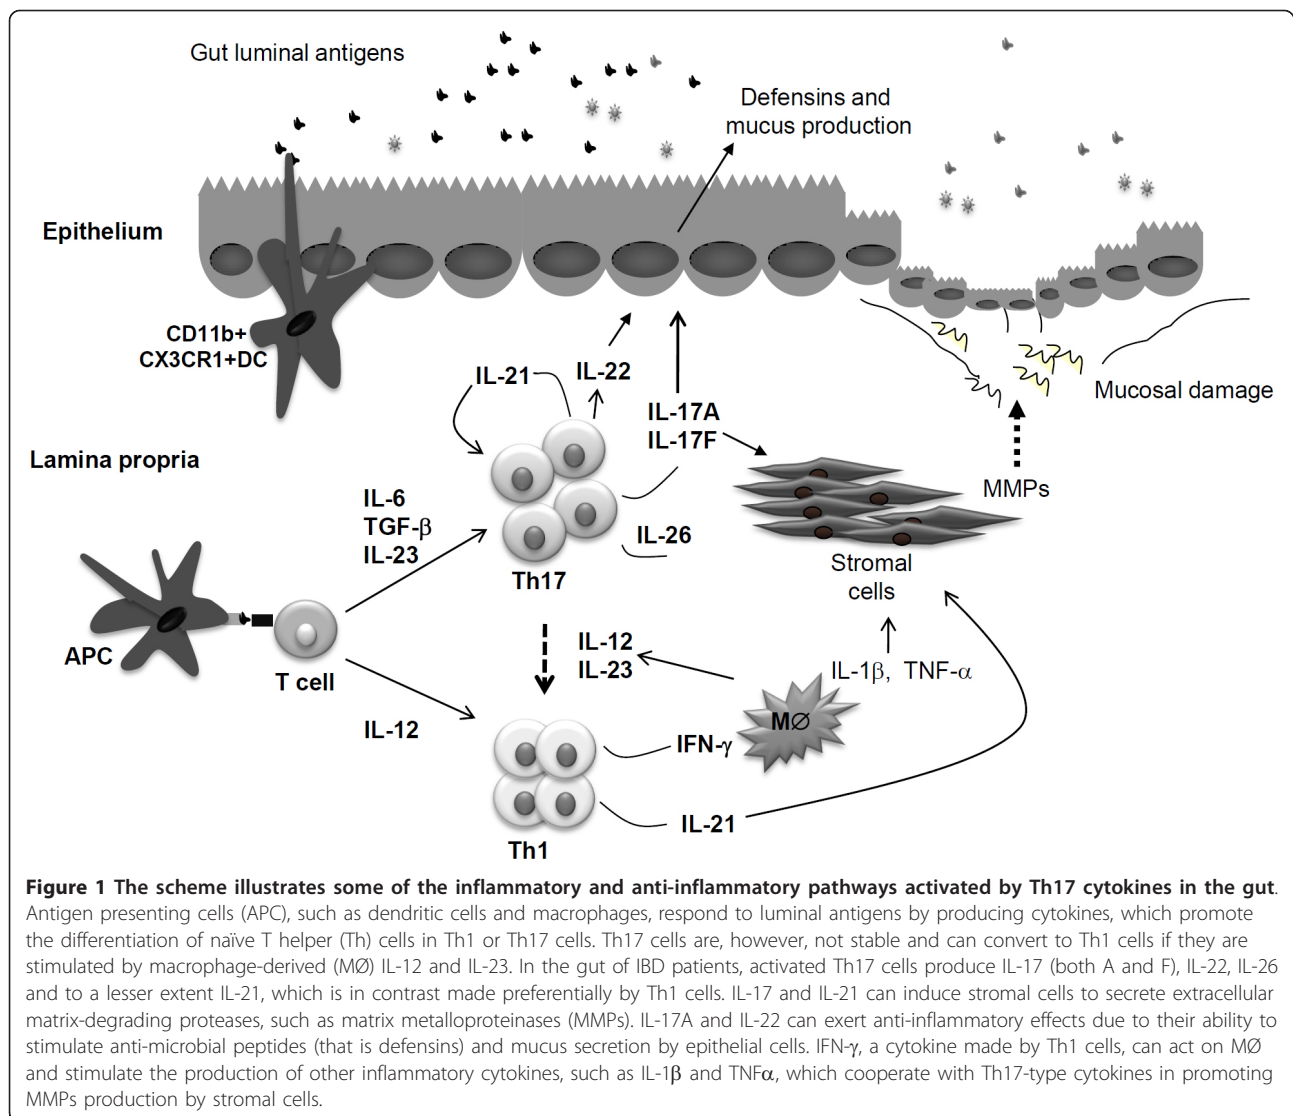 Gut luminal antigens
Defensins and
mucus production
Epithelium
CD11b+
CX3CR1+DC
IL-21
IL-22
IL-17A
IL-17F
Mucosal damage
Lamina propria
IL-6
TGF-β
IL-23
MMPs
IL-26
Th17
Stromal
cells
APC
T cell
IL-12
IL-23
IL-1β, TNF-α
IL-12
MØ
IFN-γ
IL-21
Th1
Figure 1 The scheme illustrates some of the inflammatory and anti-inflammatory pathways activated by Th17 cytokines in the gut.
Antigen presenting cells (APC), such as dendritic cells and macrophages, respond to luminal antigens by producing cytokines, which promote
the differentiation of naïve T helper (Th) cells in Th1 or Th17 cells. Th17 cells are, however, not stable and can convert to Th1 cells if they are
stimulated by macrophage-derived (MØ) IL-12 and IL-23. In the gut of IBD patients, activated Th17 cells produce IL-17 (both A and F), IL-22, IL-26
and to a lesser extent IL-21, which is in contrast made preferentially by Th1 cells. IL-17 and IL-21 can induce stromal cells to secrete extracellular
matrix-degrading proteases, such as matrix metalloproteinases (MMPs). IL-17A and IL-22 can exert anti-inflammatory effects due to their ability to
stimulate anti-microbial peptides (that is defensins) and mucus secretion by epithelial cells. IFN-γ, a cytokine made by Th1 cells, can act on MØ
and stimulate the production of other inflammatory cytokines, such as IL-1β and TNFα, which cooperate with Th17-type cytokines in promoting
MMPs production by stromal cells.